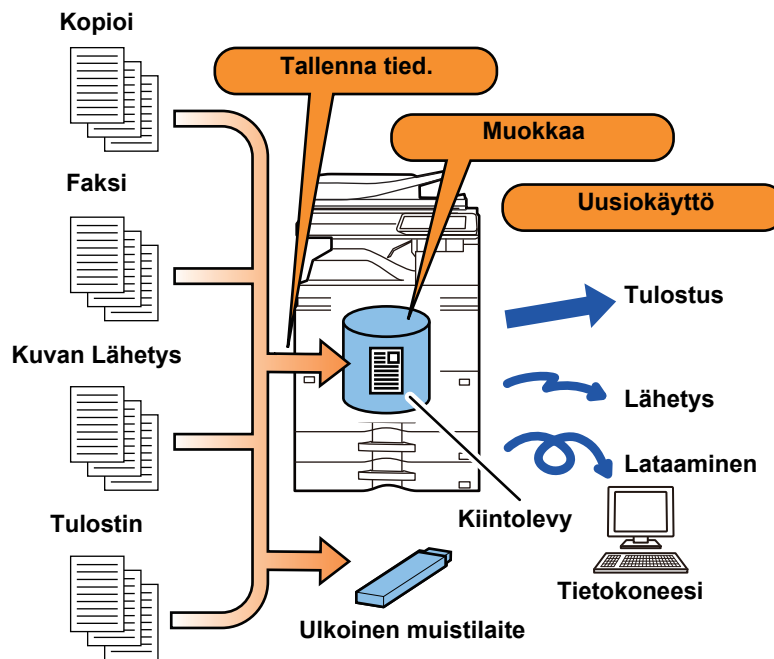 Kopioi
Tallenna tied.
Muokkaa
Faksi
Uusiokäyttö
Tulostus
Kuvan Lähetys
Lähetys
Lataaminen
Kiintolevy
Tulostin
Tietokoneesi
Ulkoinen muistilaite